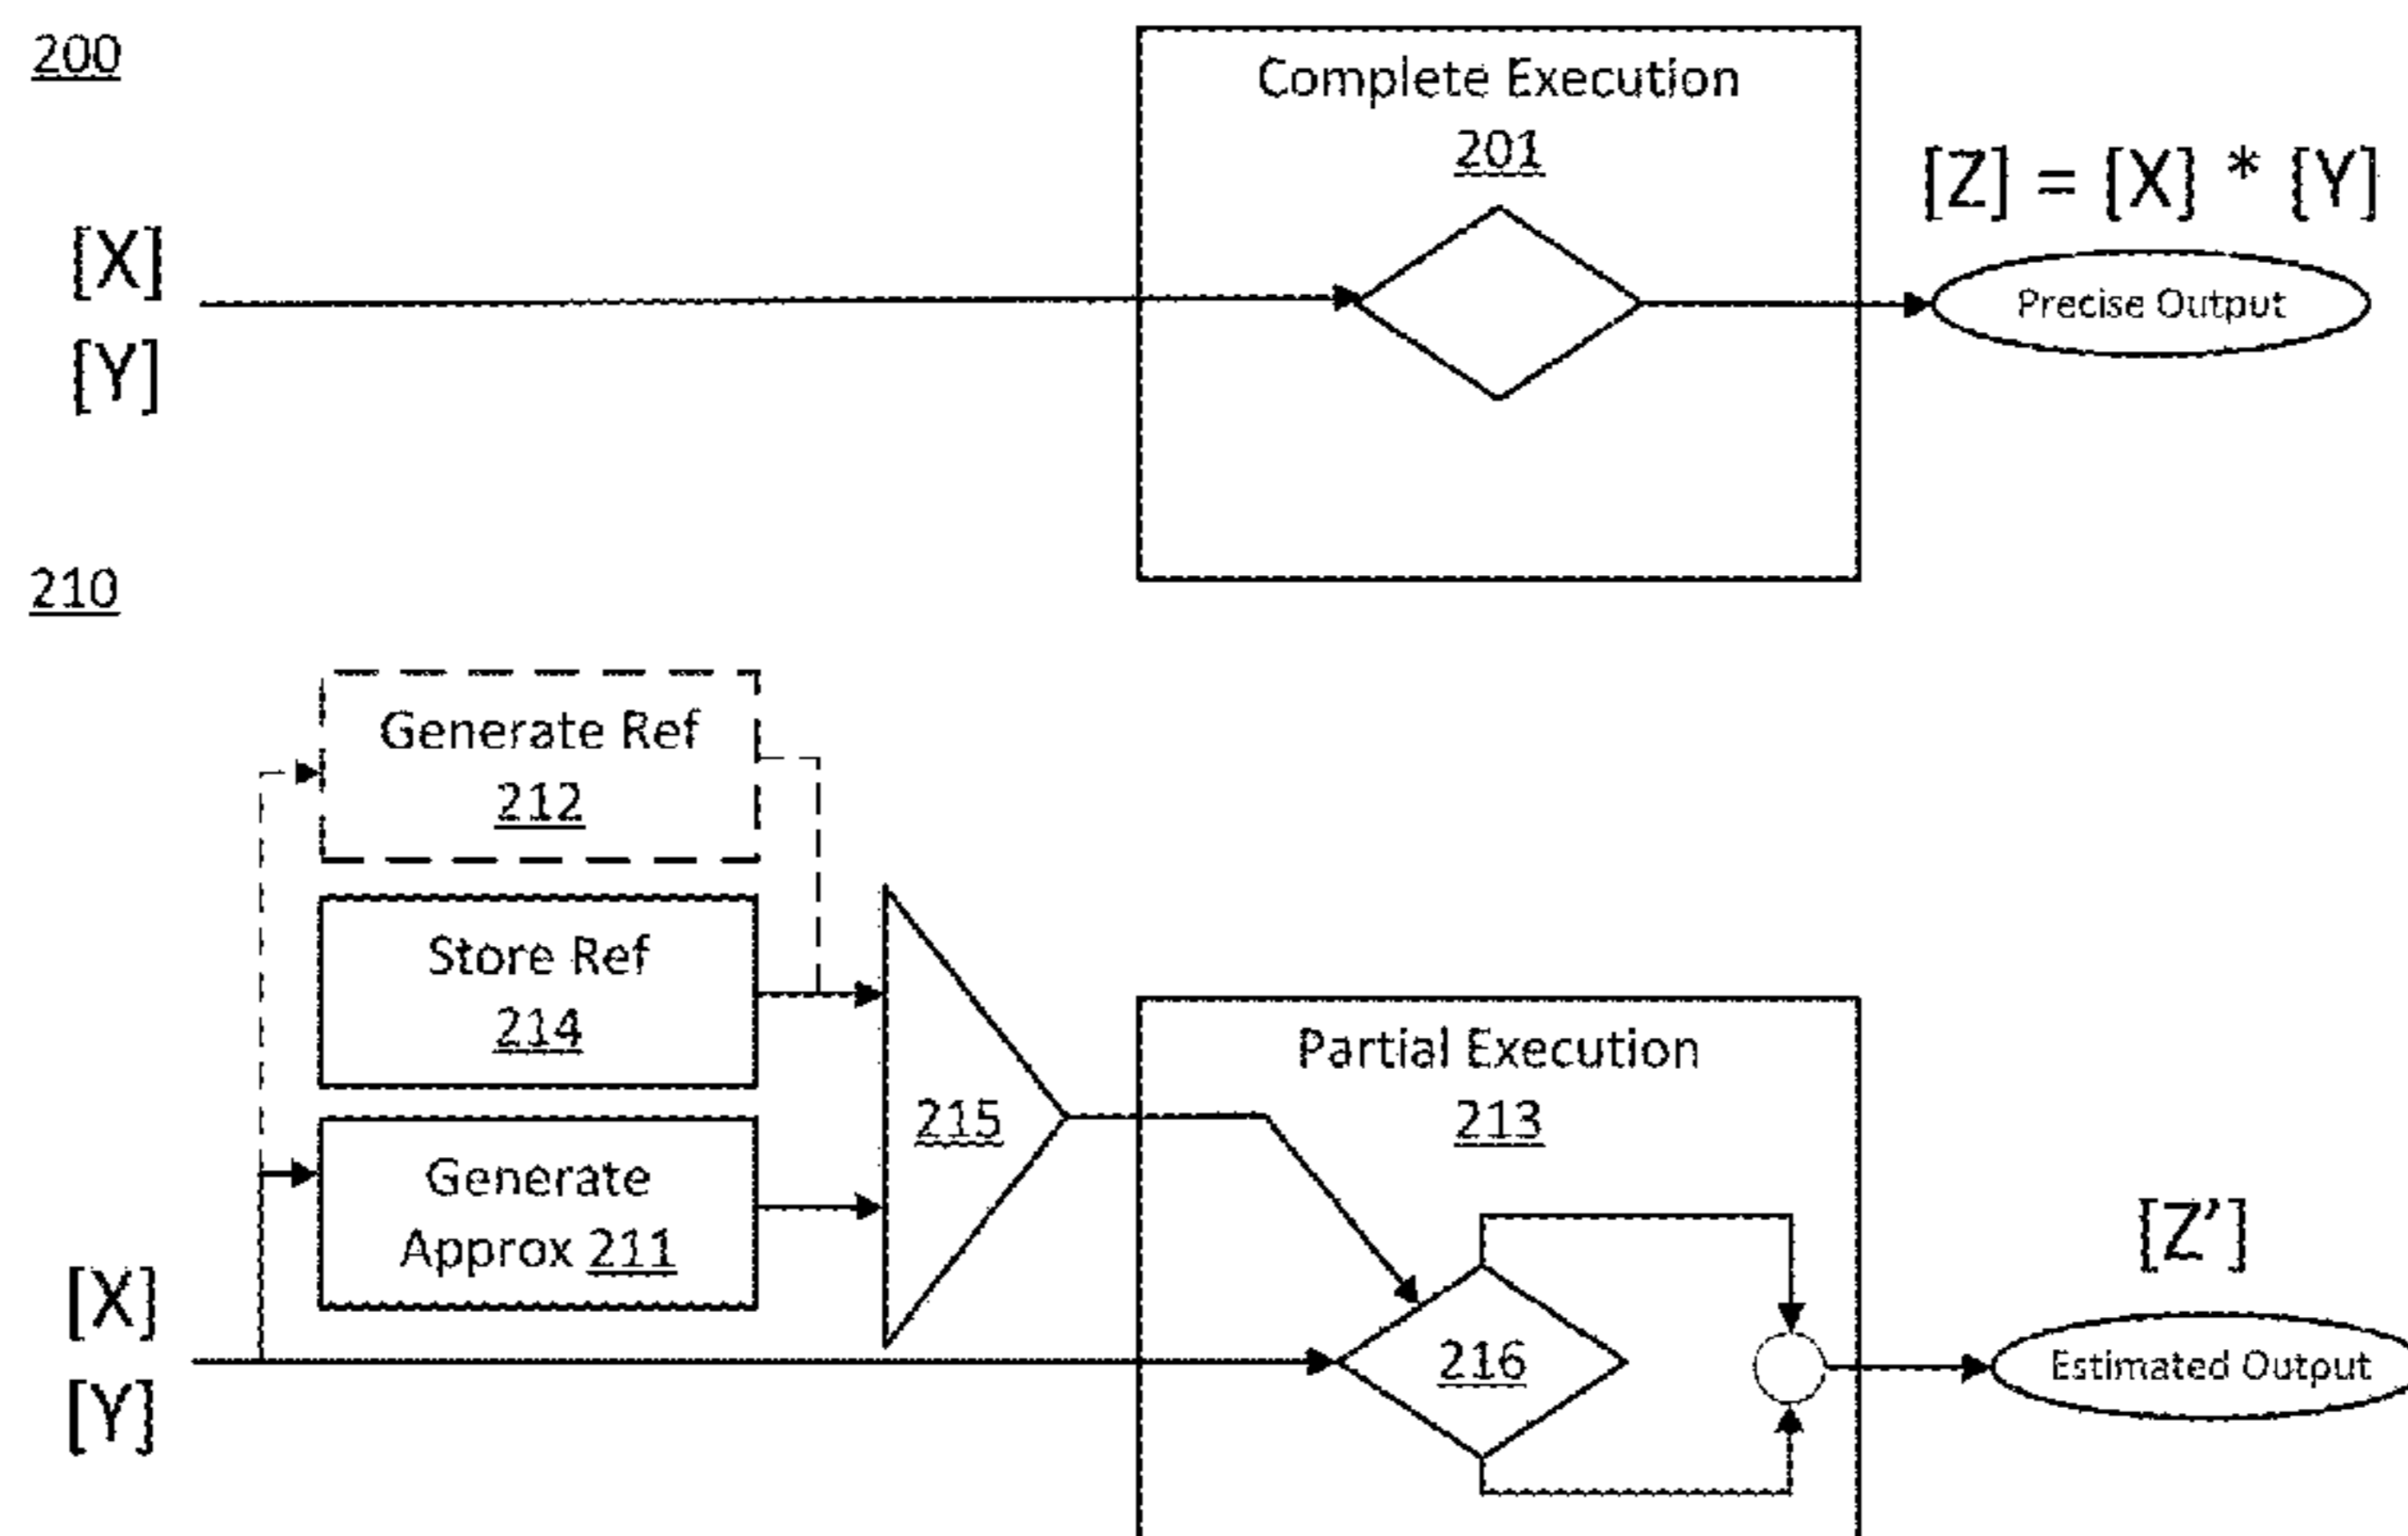 200
Complete Execution
201
[Z] = [X] * [Y]
[X]
Precise Output
[Y]
210
Generate Ref
212
Store Ref
214
Partial Execution
213
215
Generate
Approx 211
[Z']
[X]
216
Estimated Output
[Y]